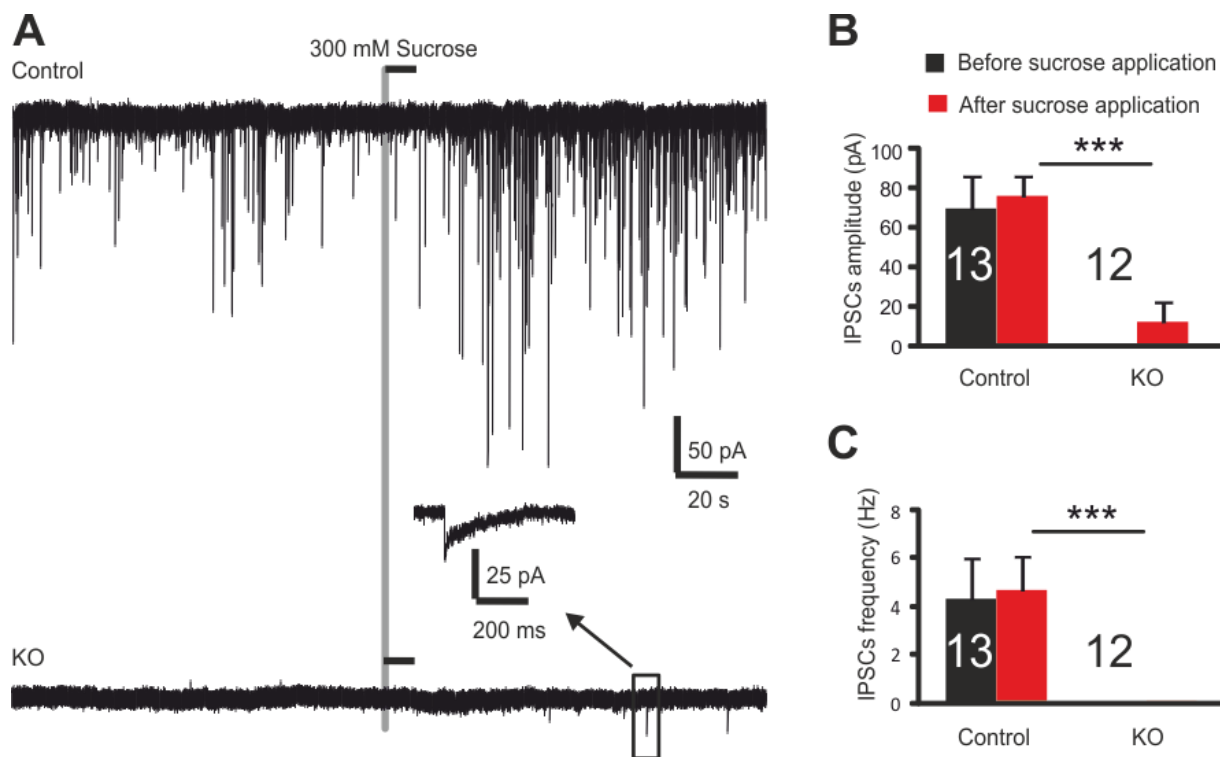 A
300 mM Sucrose
Control
50 pA
20 s
25 pA
200 ms
KO
B
Before sucrose application
After sucrose application
IPSCs amplitude (pA)
100
80
60
40
20
0
***
13
12
Control
KO
C
IPSCs frequency (Hz)
8
6
4
2
0
***
13
12
Control
KO